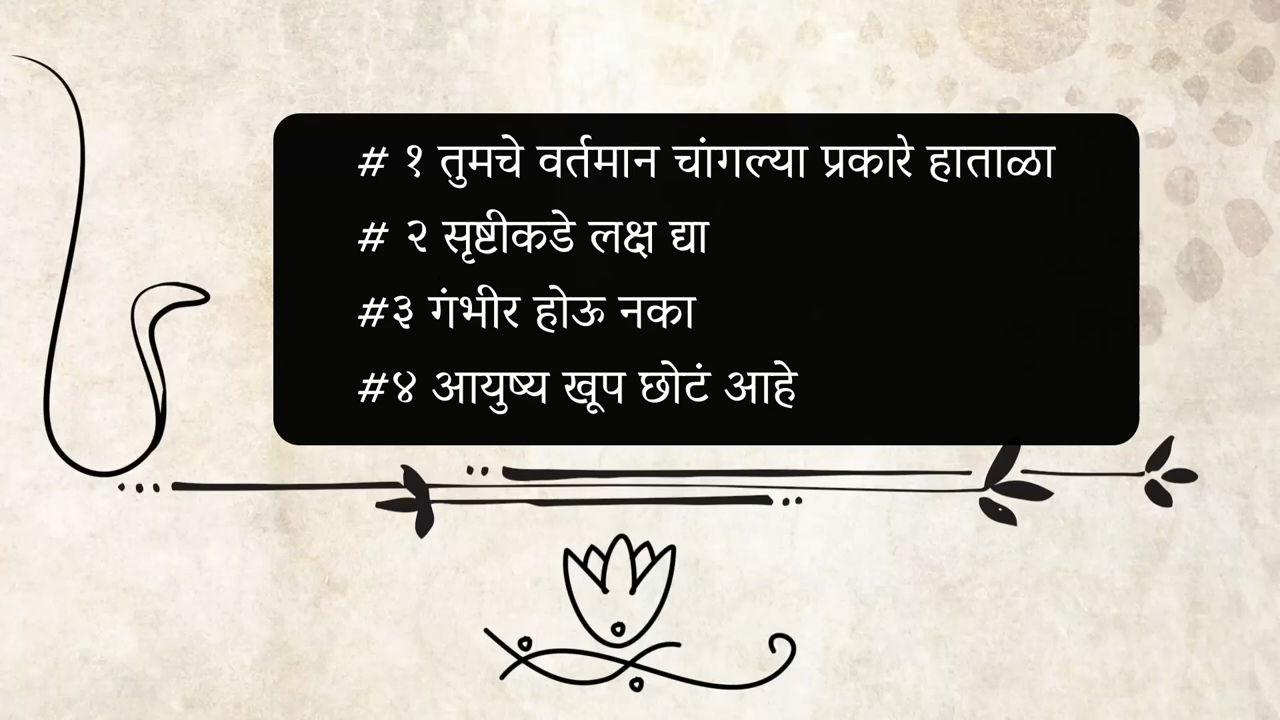 # १ तुमचे वर्तमान चांगल्या प्रकारे हाताळा
# २ सृष्टीकडे लक्ष द्या
#३ गंभीर होऊ नका
#४ आयुष्य खूप छोटं आहे